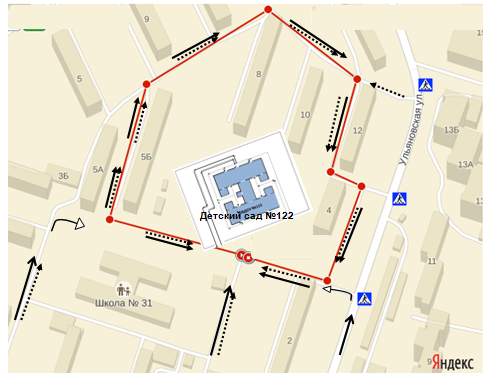 15
5
8
10
Ульяновская ул.
13Б
12
13А
5А
5Б
3Б
Детский сад №122
4
11
Школа № 31
2
9
Яндекс